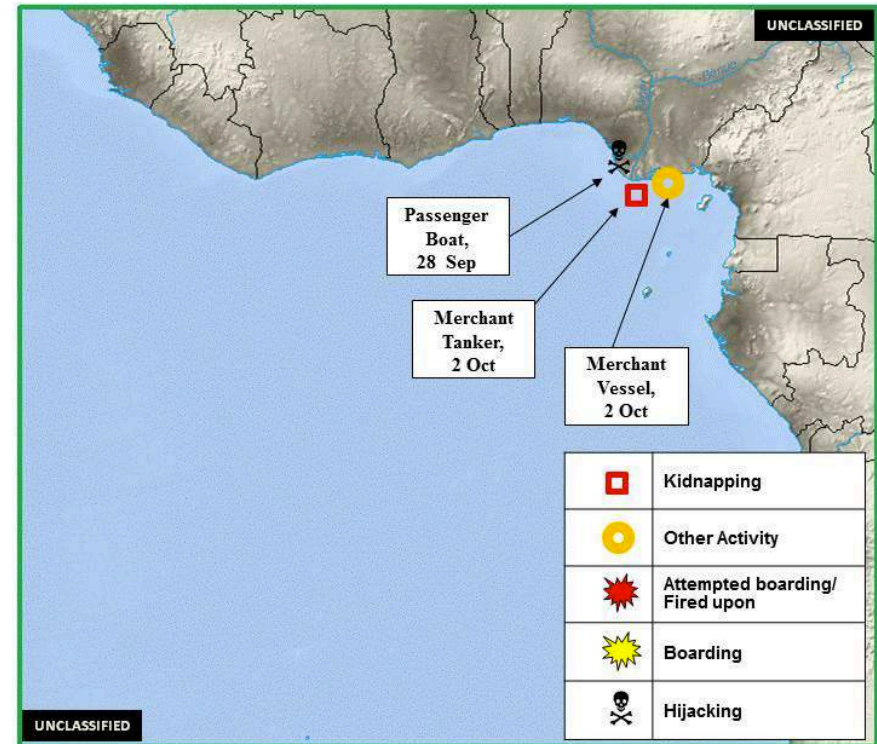 UNCLASSIFIED
Benue
Passenger
Boat,
28 Sep
Merchant
Tanker,
2 Oct
Merchant
Vessel,
2 Oct
Kidnapping
Other Activity
Attempted boarding/
Fired upon
Boarding
Hijacking
UNCLASSIFIED